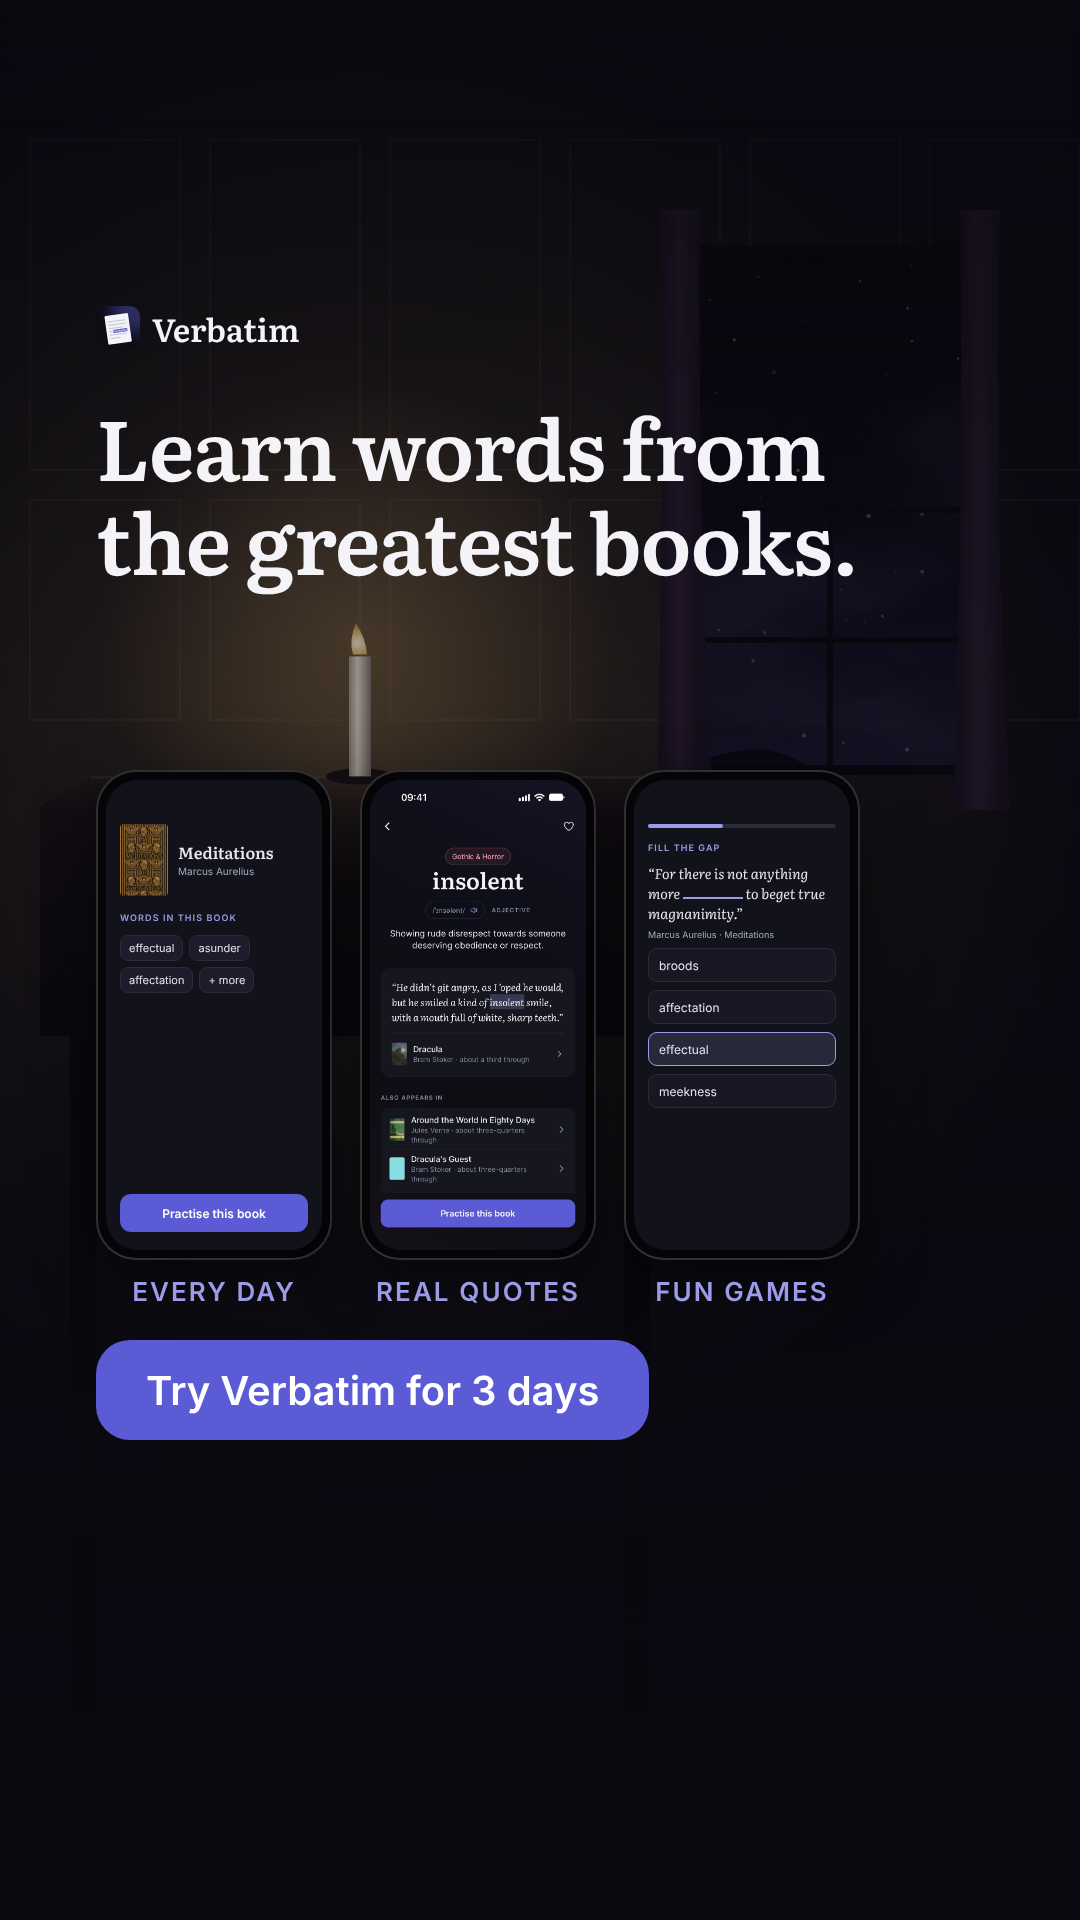 Verbatim
Learn words from
the greatest books.
Meditations
Marcus Aurelius
WORDS IN THIS BOOK
effectual asunder
affectation + more
Practise this book
EVERY DAY
09:41
Gothic & Horror
insolent
/ˈɪnsələnt/ ADJECTIVE
Showing rude disrespect towards someone
deserving obedience or respect.
“He didn't git angry, as I 'oped he would,
but he smiled a kind of insolent smile,
with a mouth full of white, sharp teeth.”
Dracula
Bram Stoker · about a third through
ALSO APPEARS IN
Around the World in Eighty Days
Jules Verne · about three-quarters
through
Dracula's Guest
Bram Stoker · about three-quarters
through
Practise this book
REAL QUOTES
FILL THE GAP
“For there is not anything
more ________ to beget true
magnanimity.”
Marcus Aurelius · Meditations
broods
affectation
effectual
meekness
FUN GAMES
Try Verbatim for 3 days